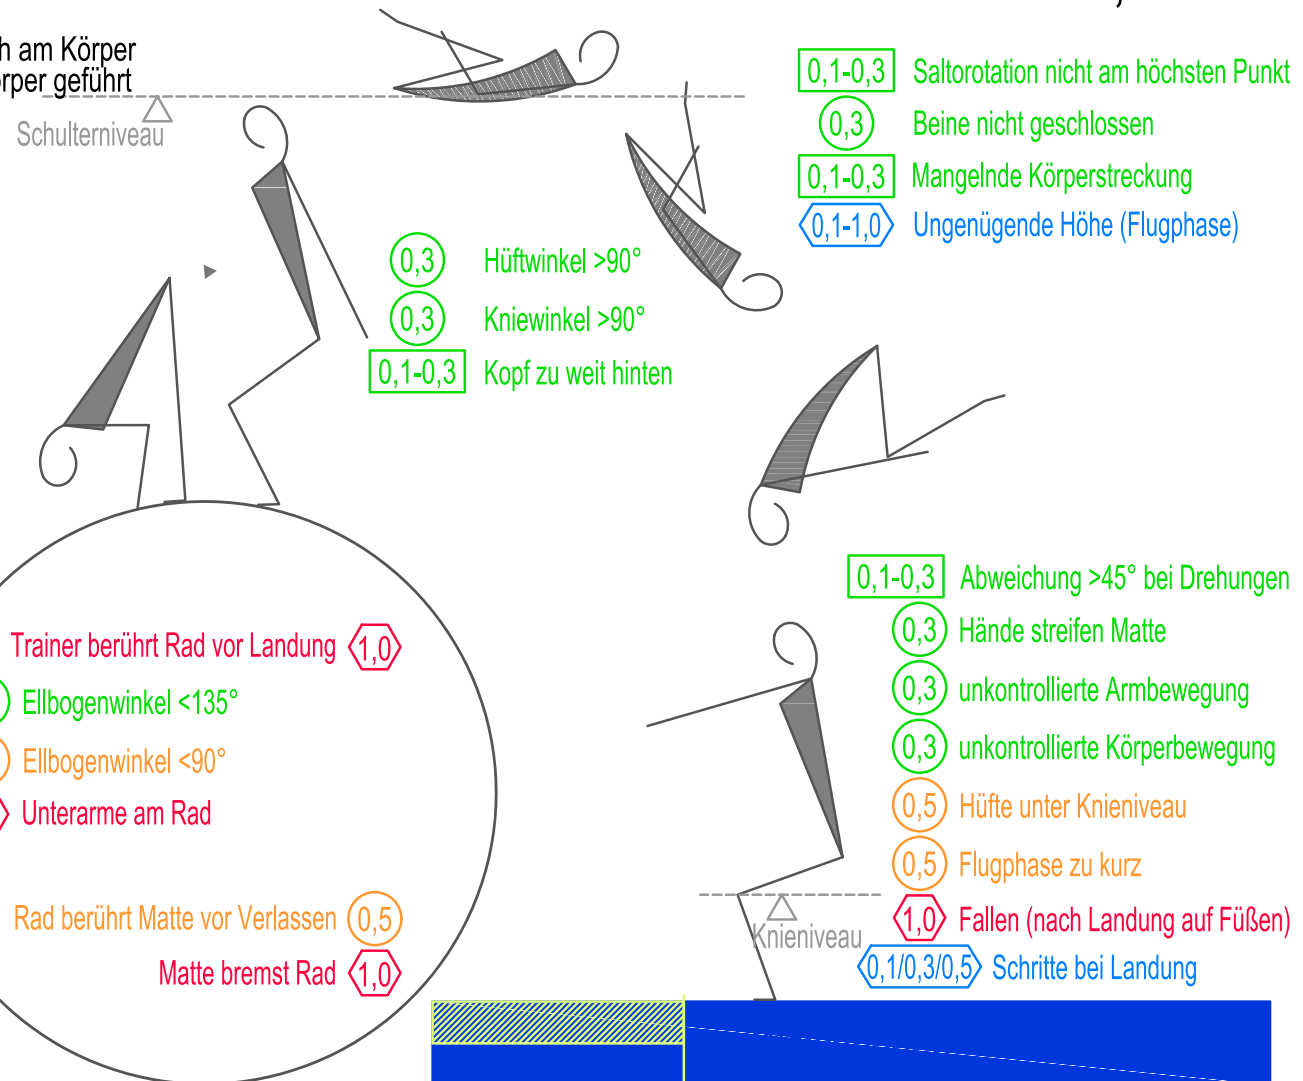 h am Körper
örper geführt
Schulterniveau
0,1-0,3 Saltorotation nicht am höchsten Punkt
0,3 Beine nicht geschlossen
0,1-0,3 Mangelnde Körperstreckung
0,1-1,0 Ungenügende Höhe (Flugphase)
0,3 Hüftwinkel >90°
0,3 Kniewinkel >90°
0,1-0,3 Kopf zu weit hinten
0,1-0,3 Abweichung >45° bei Drehungen
0,3 Hände streifen Matte
0,3 unkontrollierte Armbewegung
0,3 unkontrollierte Körperbewegung
0,5 Hüfte unter Knieniveau
0,5 Flugphase zu kurz
1,0 Fallen (nach Landung auf Füßen)
0,1/0,3/0,5 Schritte bei Landung
Knieniveau
Trainer berührt Rad vor Landung 1,0
Ellbogenwinkel <135°
Ellbogenwinkel <90°
Unterarme am Rad
Rad berührt Matte vor Verlassen 0,5
Matte bremst Rad 1,0